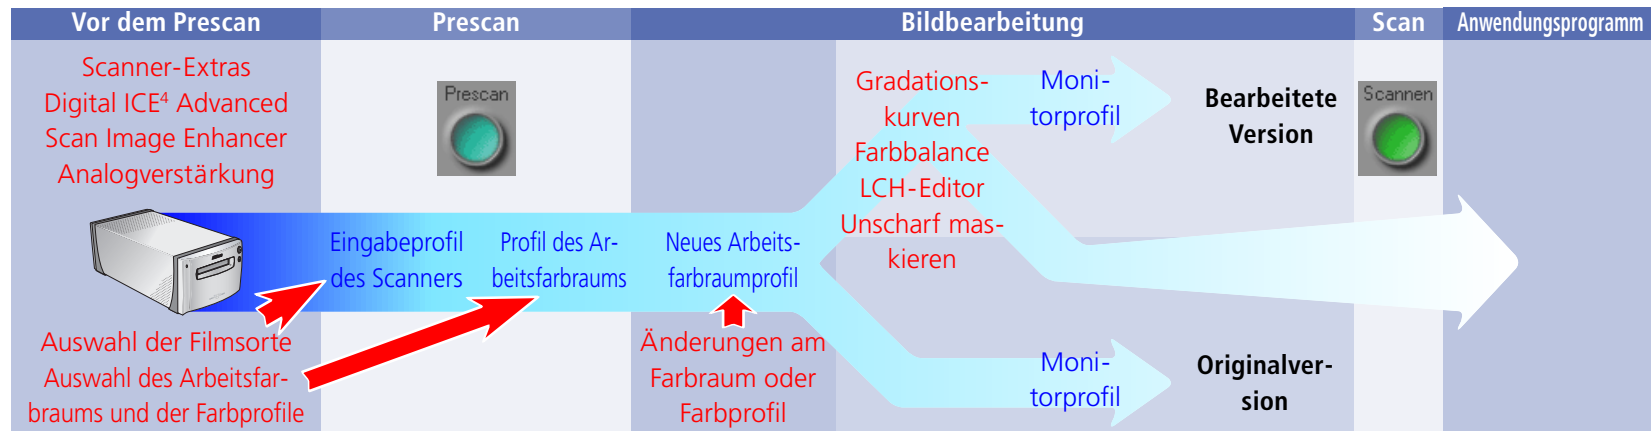 Vor dem Prescan
Prescan
Bildbearbeitung
Scan
Anwendungsprogramm
Scanner-Extras
Digital ICE⁴ Advanced
Scan Image Enhancer
Analogverstärkung
Prescan
Gradations-
kurven
Farbbalance
LCH-Editor
Unscharf mas-
kieren
Moni-
torprofil
Bearbeitete
Version
Scannen
Eingabeprofil
des Scanners
Profil des Ar-
beitsfarbraums
Neues Arbeits-
farbraumprofil
Auswahl der Filmsorte
Auswahl des Arbeitsfar-
braums und der Farbprofile
Änderungen am
Farbraum oder
Farbprofil
Moni-
torprofil
Originalver-
sion